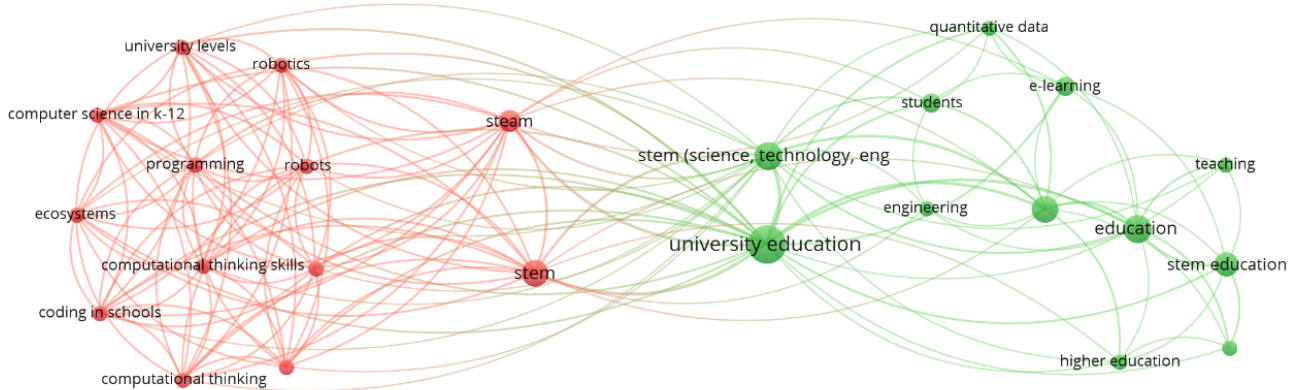 university levels
robotics
computer science in k-12
programming
robots
steam
ecosystems
computational thinking skills
stem
coding in schools
computational thinking
quantitative data
e-learning
students
stem (science, technology, eng
teaching
engineering
university education
education
stem education
higher education